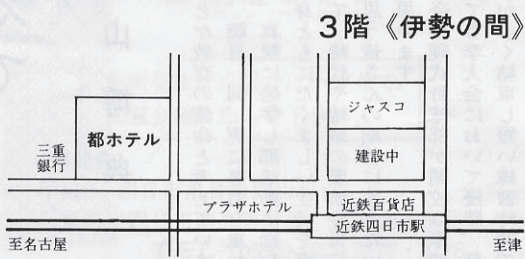 3階《伊勢の間》
ジャスコ
都ホテル
三重
銀行
建設中
プラザホテル
近鉄百貨店
近鉄四日市駅
至名古屋
至津